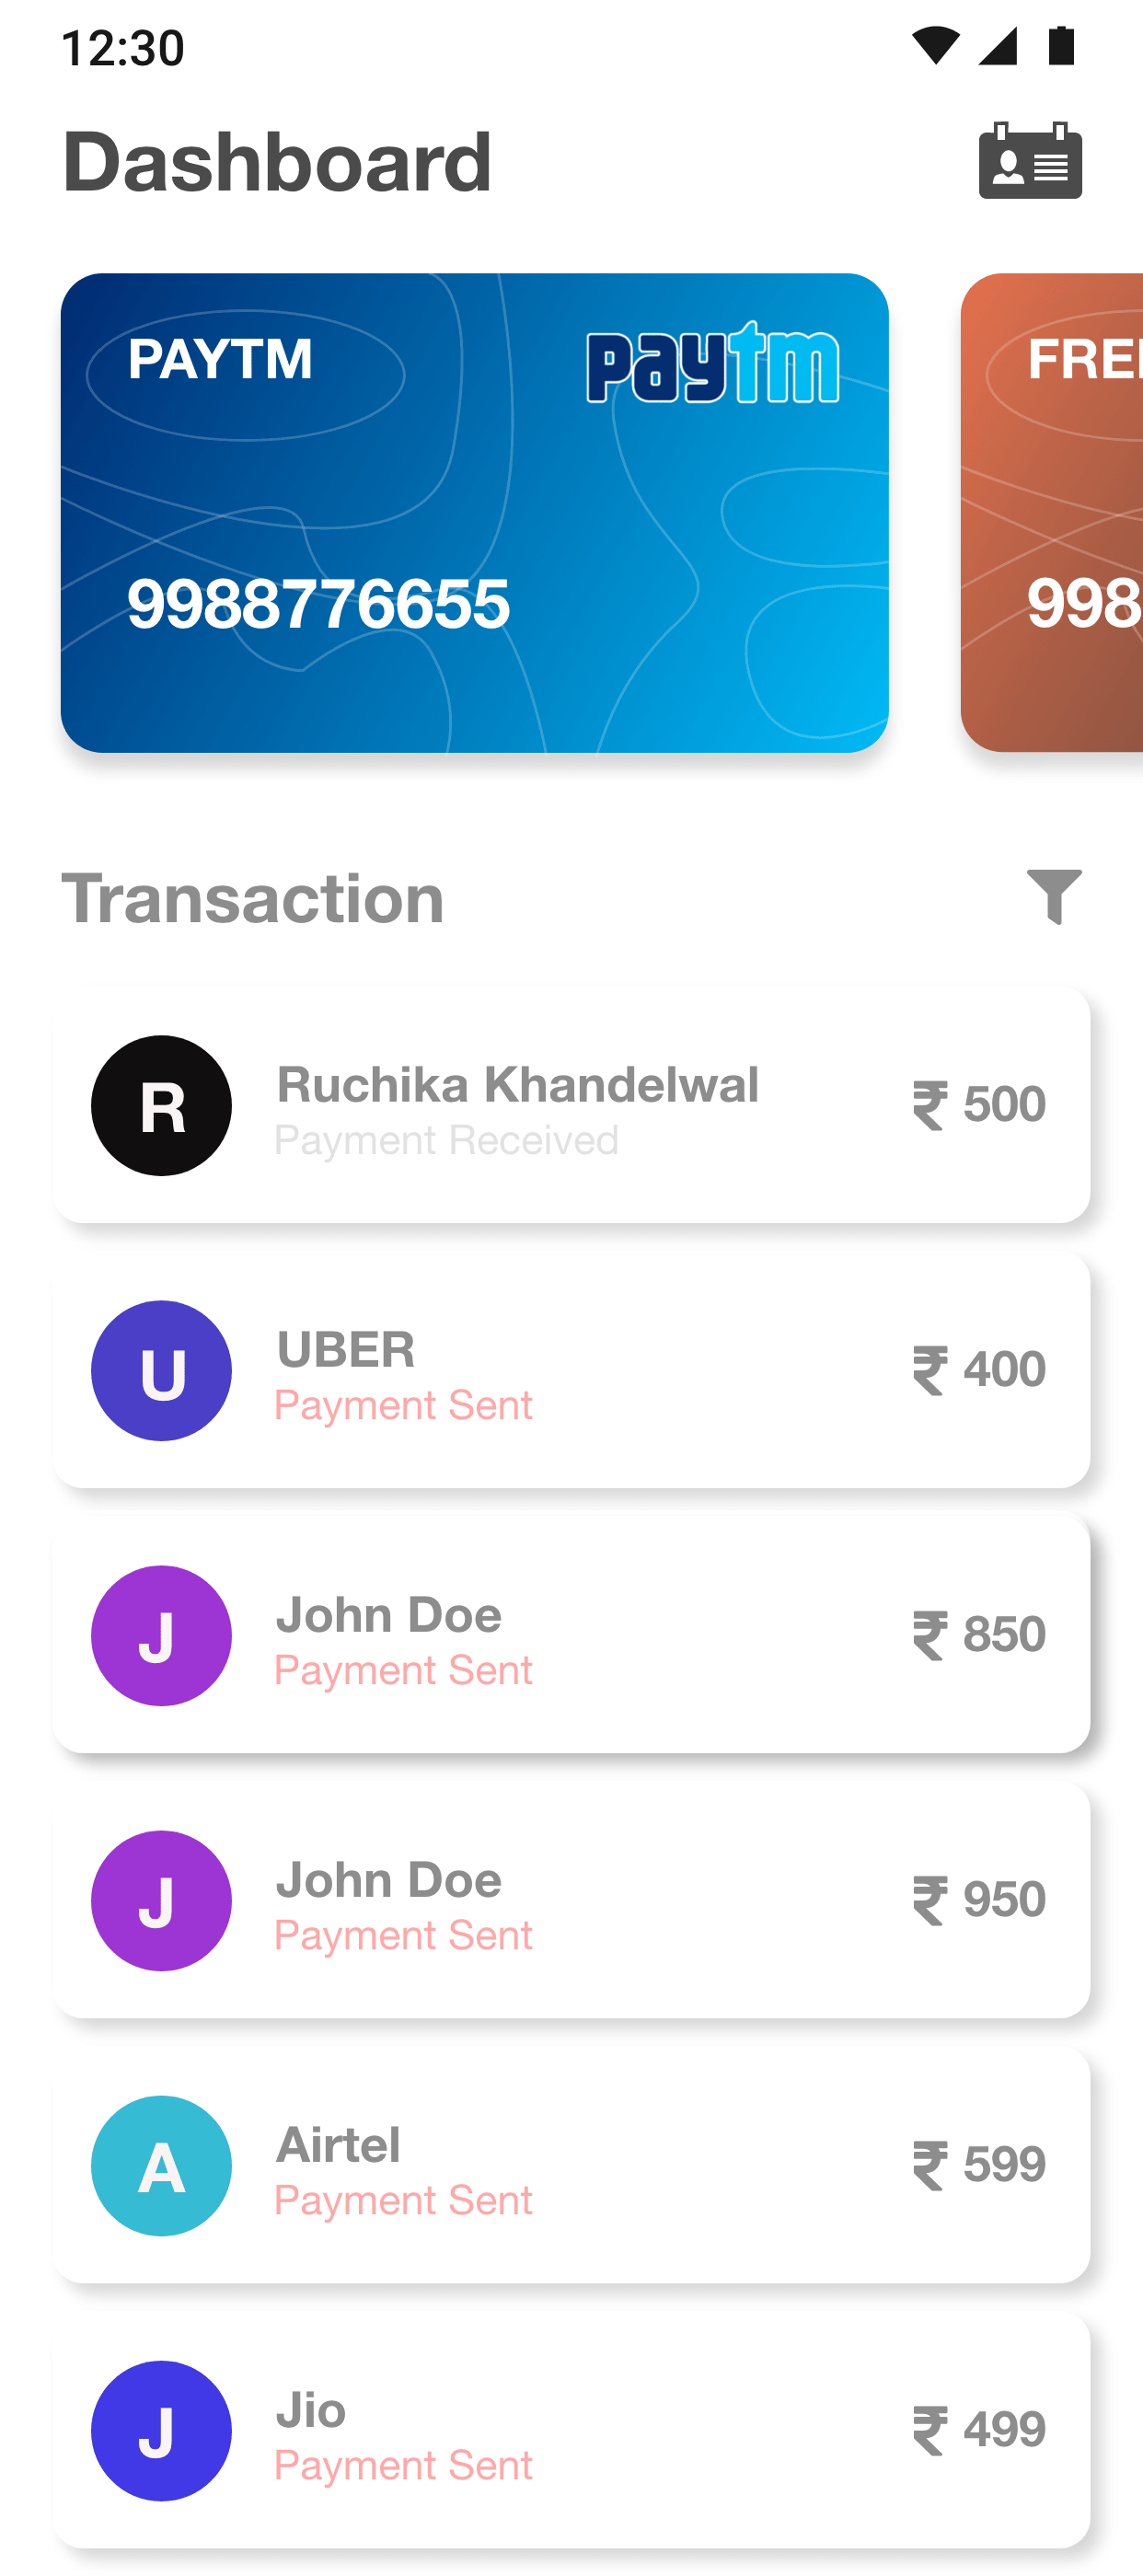 12:30
Dashboard
PAYTM
paytm
FREE
9988776655
998
Transaction
R
Ruchika Khandelwal
Payment Received
₹ 500
U
UBER
Payment Sent
₹ 400
J
John Doe
Payment Sent
₹ 850
J
John Doe
Payment Sent
₹ 950
A
Airtel
Payment Sent
₹ 599
J
Jio
Payment Sent
₹ 499